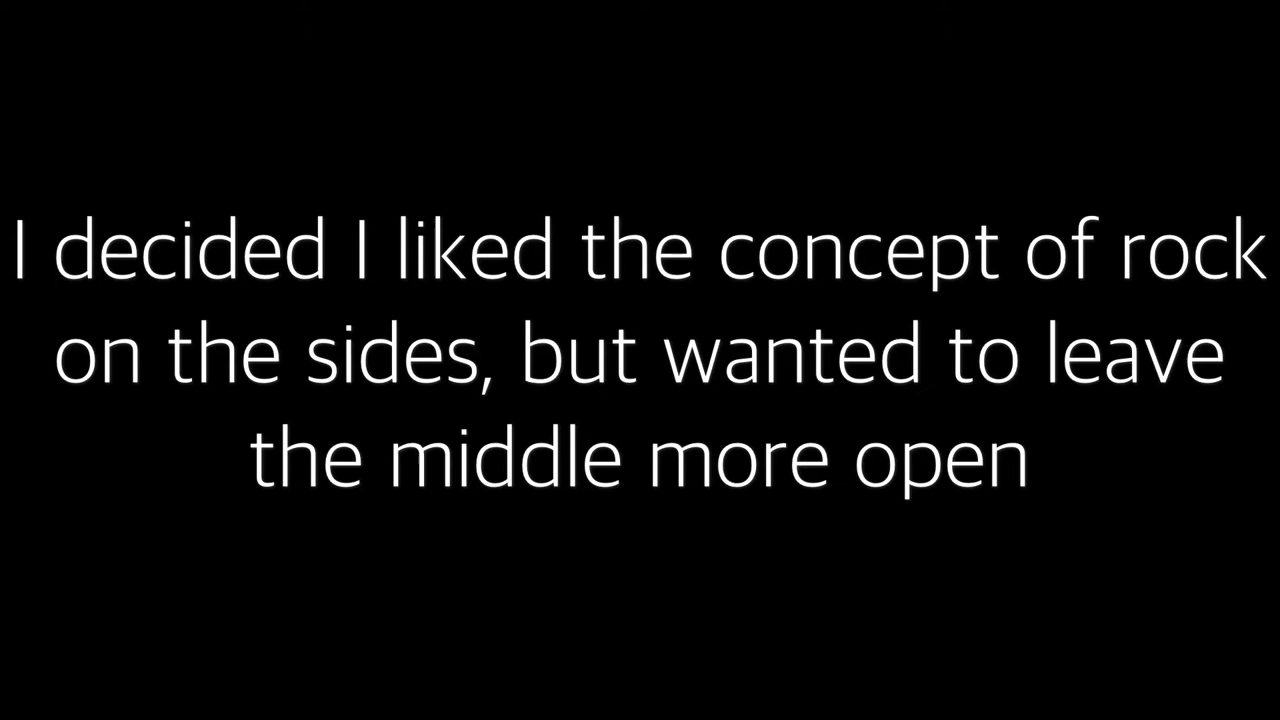 I decided I liked the concept of rock
on the sides, but wanted to leave
the middle more open